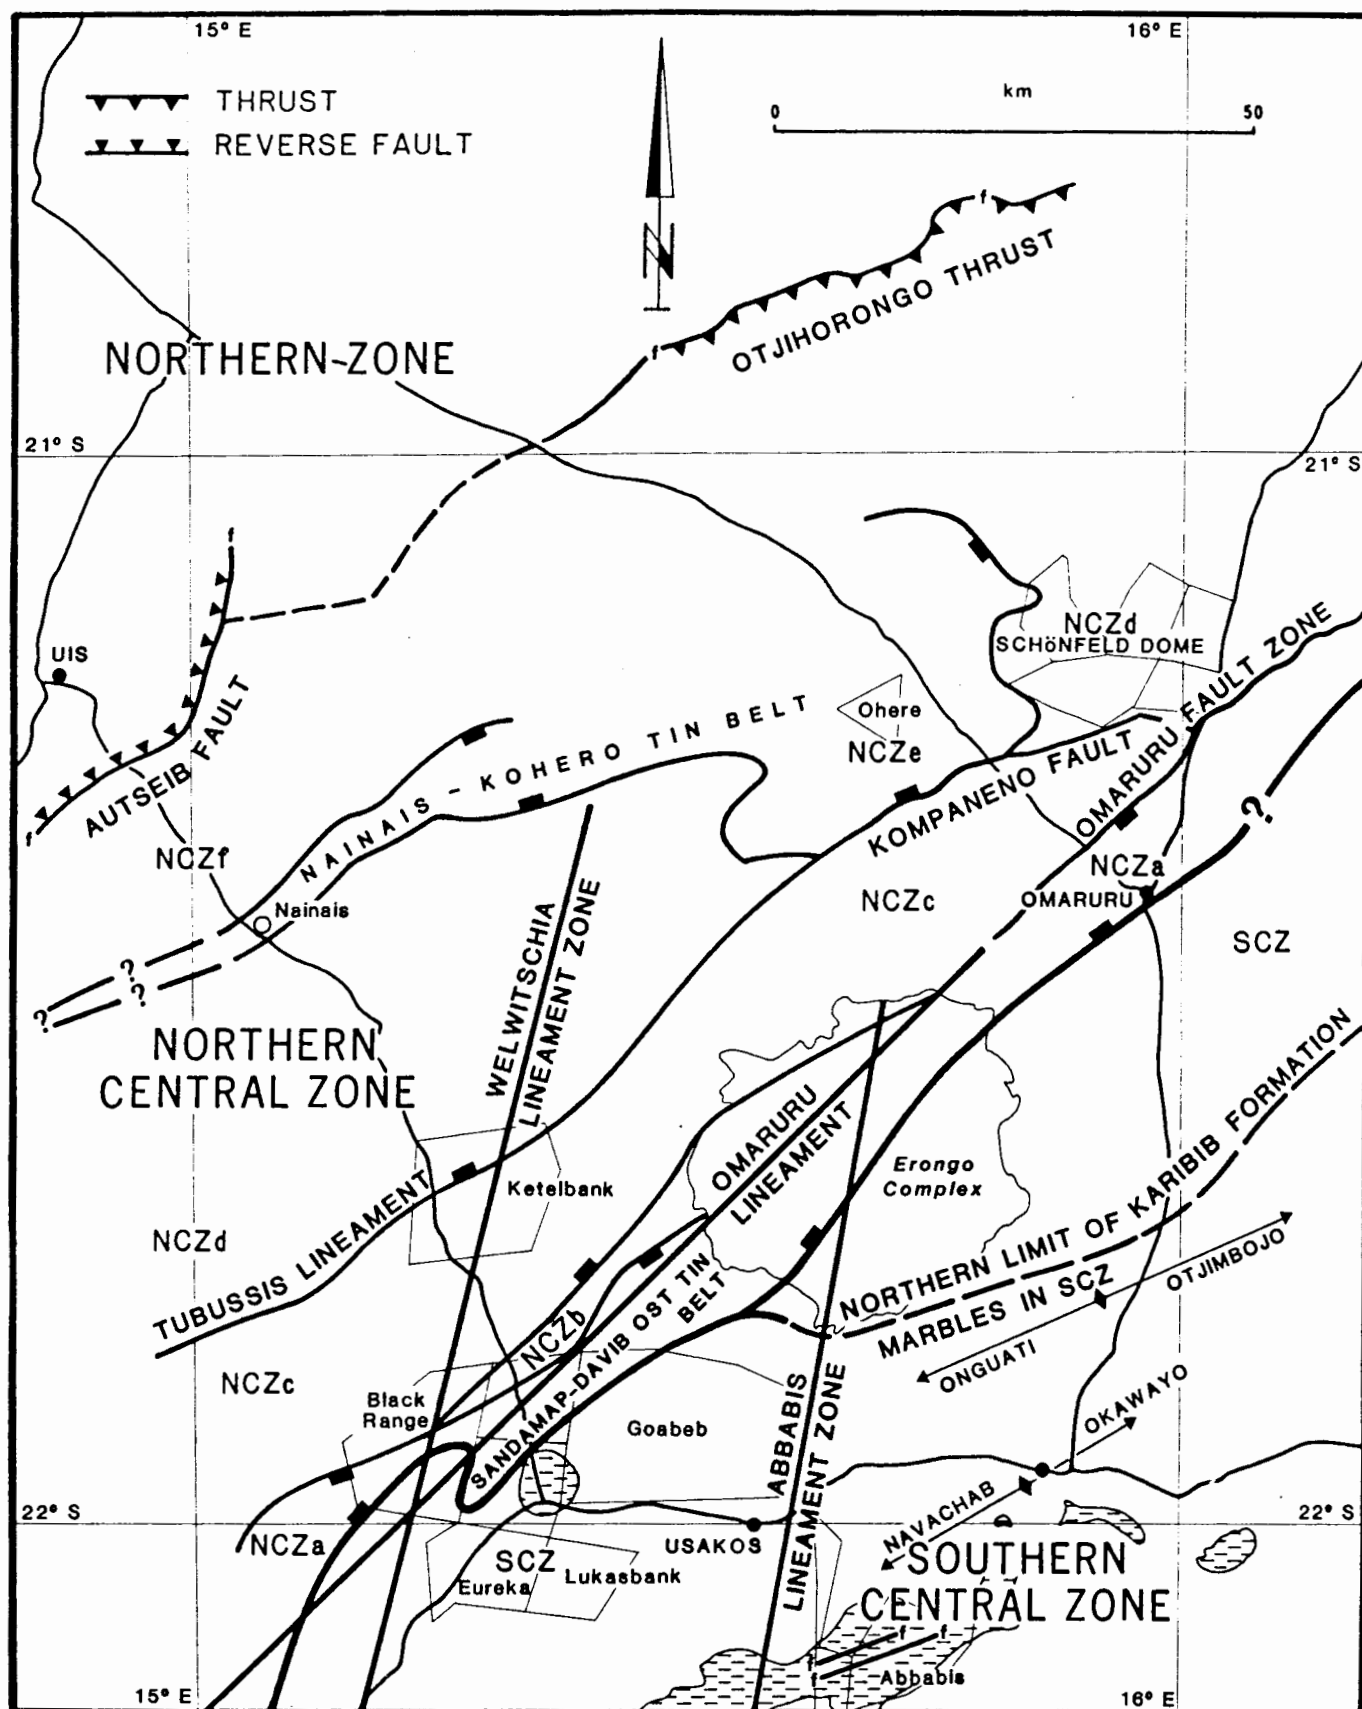 15° E
16° E
THRUST
REVERSE FAULT
km
0
50
N
f
f
OTJIHORONGO THRUST
NORTHERN-ZONE
21° S
21° S
f
UIS
AUTSEIB FAULT
f
NCZd
SCHöNFELD DOME
OMARURU FAULT ZONE
Ohere
NCZe
NAINAIS - KOHERO TIN BELT
KOMPANENO FAULT
?
NCZf
NCZa
OMARURU
NCZc
Nainais
SCZ
?
?
?
WELWITSCHIA
LINEAMENT ZONE
NORTHERN
CENTRAL ZONE
OMARURU
LINEAMENT
Erongo
Complex
Ketelbank
NCZd
TUBUSSIS LINEAMENT
NORTHERN LIMIT OF KARIBIB FORMATION
MARBLES IN SCZ
OTJIMBOJO
ONGUATI
SANDAMAP-DAVIB OST TIN
BELT
NCZb
NCZc
Black
Range
Goabeb
ABBABIS
LINEAMENT ZONE
OKAWAYO
NAVACHAB
22° S
22° S
NCZa
SCZ
USAKOS
Eureka
Lukasbank
SOUTHERN
CENTRAL ZONE
f
f
f
f
Abbabis
15° E
16° E